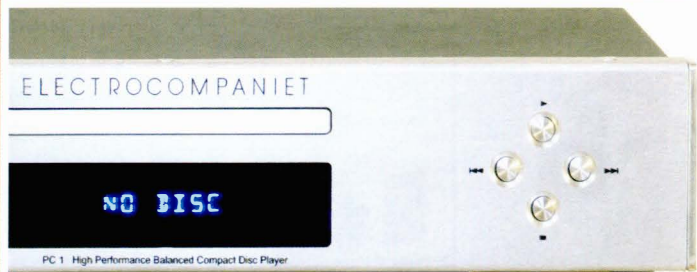 ELECTROCOMPANIET
NO DISC
PC 1 High Performance Balanced Compact Disc Player